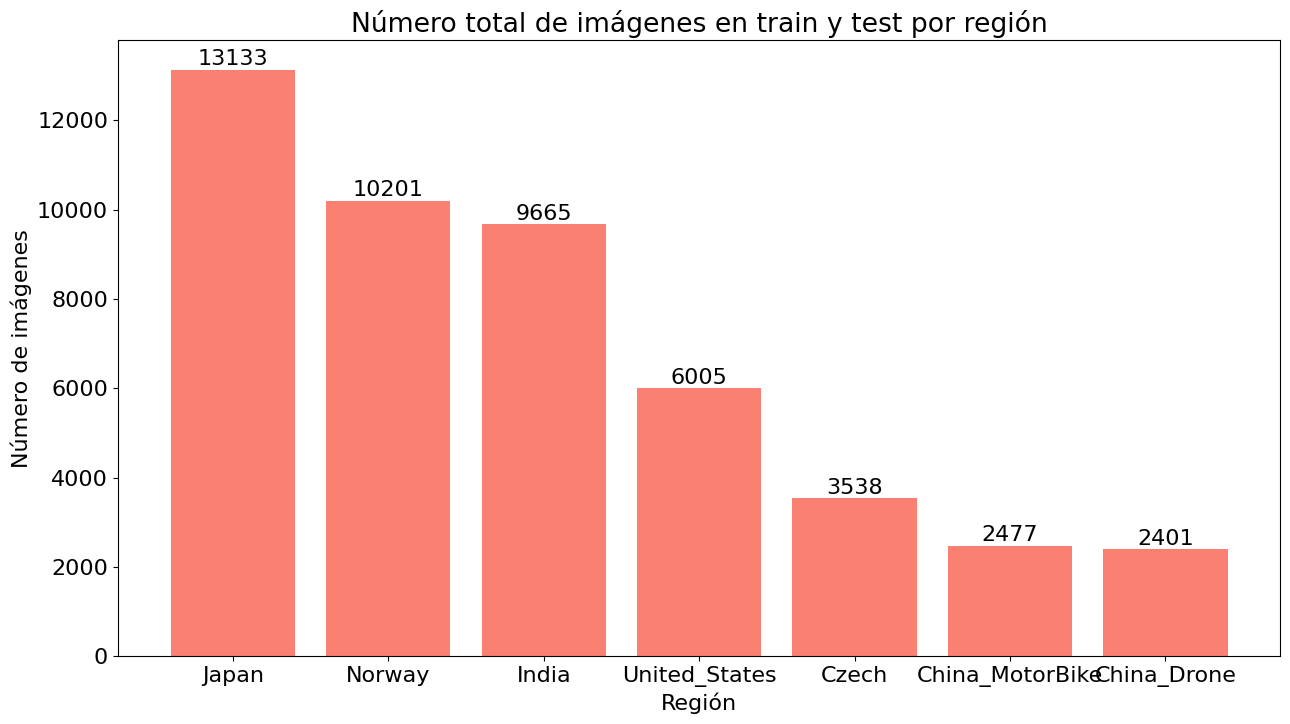 Número total de imágenes en train y test por región
Número de imágenes
12000
10000
8000
6000
4000
2000
0
13133
10201
9665
6005
3538
2477
2401
Japan
Norway
India
United_States
Czech
China_MotorBike
China_Drone
Región